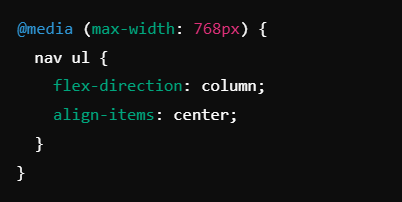 @media (max-width: 768px) {
  nav ul {
    flex-direction: column;
    align-items: center;
  }
}